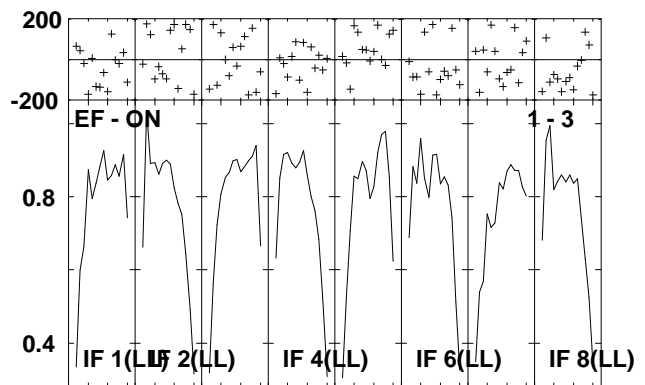 200
-200
EF - ON 1 - 3
0.8
0.4
IF 1(LL) IF 2(LL) IF 4(LL) IF 6(LL) IF 8(LL)